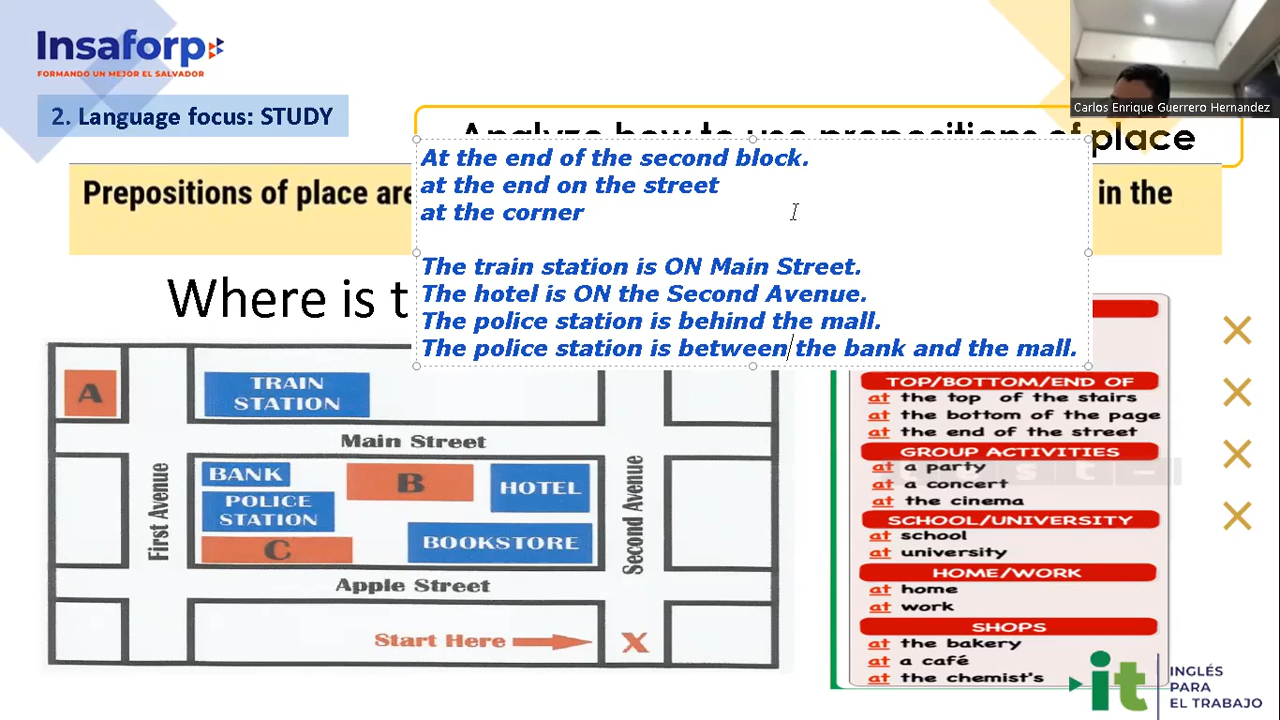 Insaforp
FORMANDO UN MEJOR EL SALVADOR
Carlos Enrique Guerrero Hernandez
2. Language focus: STUDY
Analyze how to use prepositions of place
Prepositions of place are
in the
At the end of the second block.
at the end on the street
at the corner
The train station is ON Main Street.
The hotel is ON the Second Avenue.
The police station is behind the mall.
The police station is between the bank and the mall.
Where is t
A
TRAIN
STATION
Main Street
First Avenue
BANK
POLICE
STATION
B
HOTEL
C
BOOKSTORE
Second Avenue
Apple Street
Start Here
X
TOP/BOTTOM/END OF
at the top of the stairs
at the bottom of the page
at the end of the street
GROUP ACTIVITIES
at a party
at a concert
at the cinema
SCHOOL/UNIVERSITY
at school
at university
HOME/WORK
at home
at work
SHOPS
at the bakery
at a café
at the chemist's
it
INGLÉS
PARA
EL TRABAJO